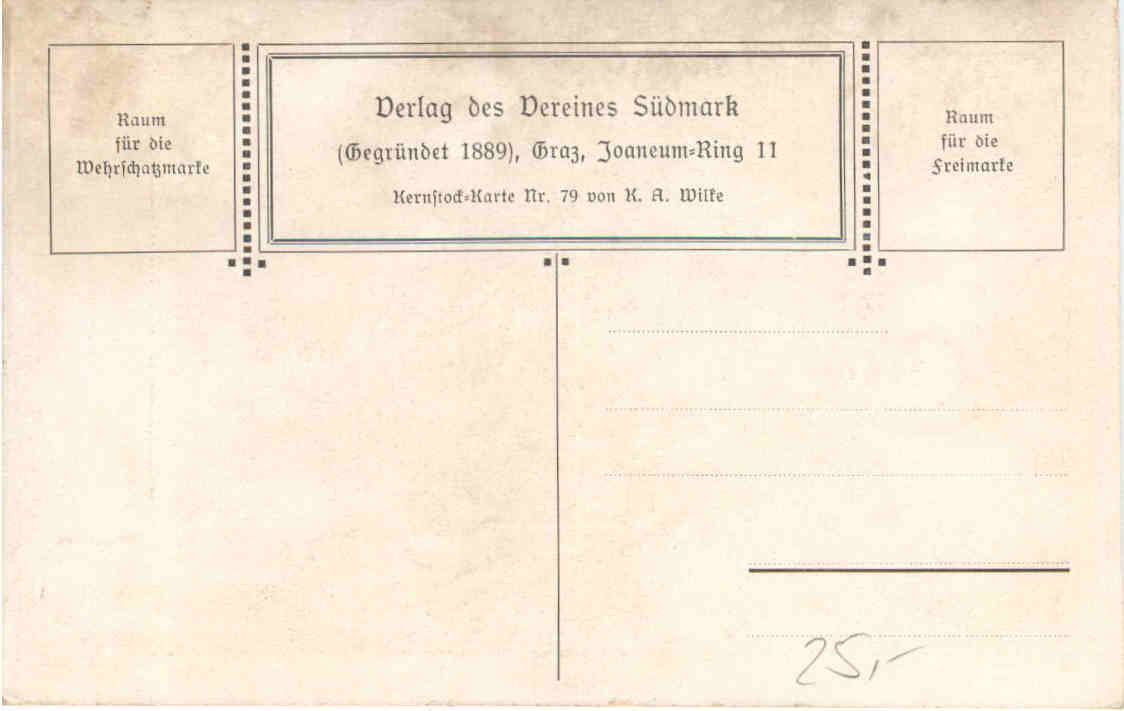 Raum
für die
Wehrschatzmarke
Verlag des Vereines Südmark
(Gegründet 1889), Graz, Joaneum-Ring 11
Kernstock-Karte Nr. 79 von K. A. Wilke
Raum
für die
Freimarke
25,-